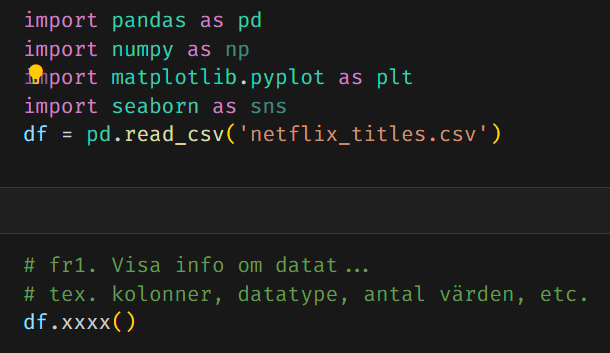 import pandas as pd
import numpy as np
import matplotlib.pyplot as plt
import seaborn as sns
df = pd.read_csv('netflix_titles.csv')
# fr1. Visa info om datat...
# tex. kolonner, datatype, antal värden, etc.
df.xxxx()